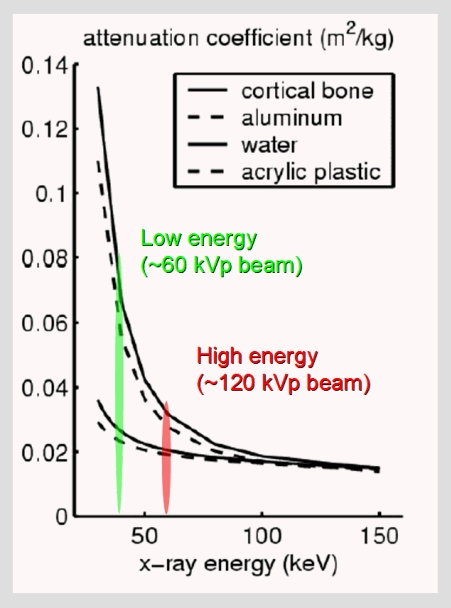 attenuation coefficient (m²/kg)
0.14
0.12
0.1
0.08
0.06
0.04
0.02
0
cortical bone
aluminum
water
acrylic plastic
Low energy
(~60 kVp beam)
High energy
(~120 kVp beam)
50
100
150
x-ray energy (keV)